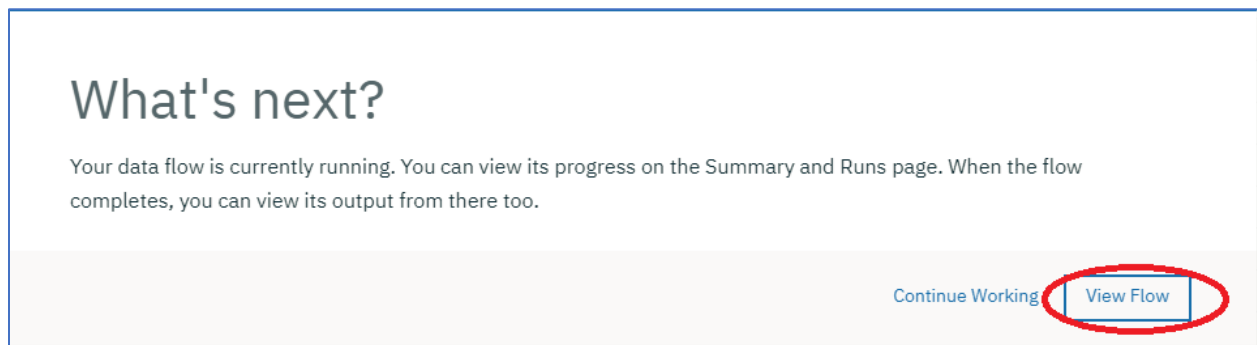 What's next?
Your data flow is currently running. You can view its progress on the Summary and Runs page. When the flow
completes, you can view its output from there too.
Continue Working View Flow